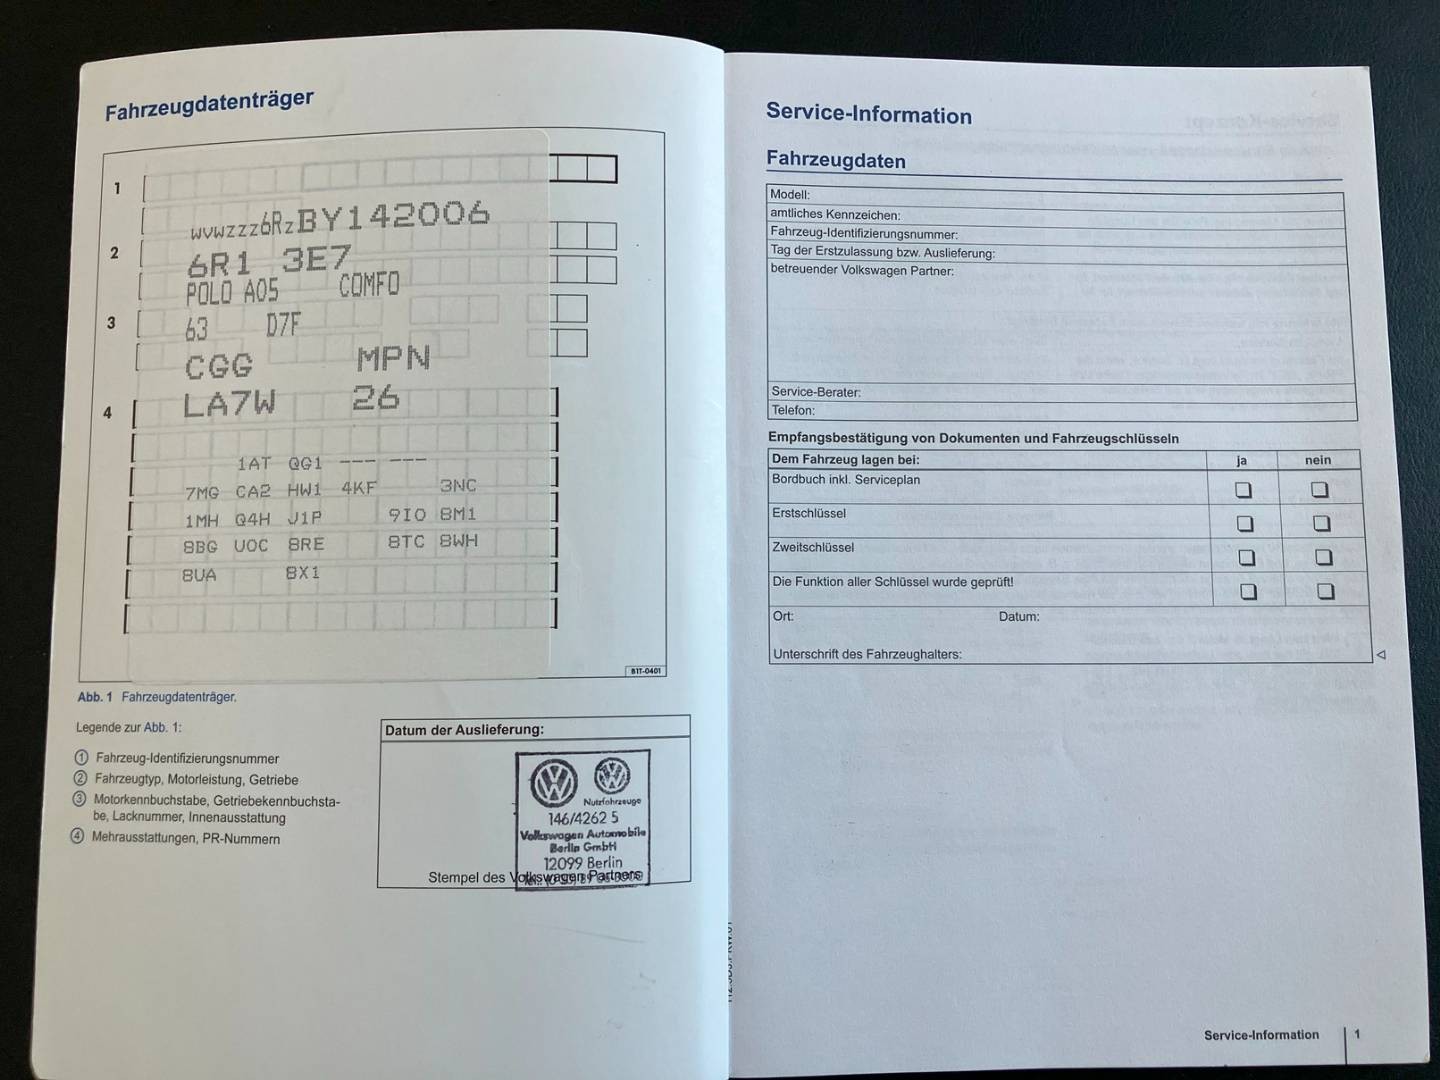 Fahrzeugdatenträger
1
WVWZZZ6RZBY142006
2
6R1 3E7
POLO A05 COMFO
3
63 D7F
CGG MPN
4
LA7W 26
1AT QG1 --- ---
7MG CA2 HW1 4KF 3NC
1MH Q4H J1P 9IO 8M1
8BG UOC 8RE 8TC 8WH
8UA 8X1
B1T-0401
Abb. 1 Fahrzeugdatenträger.
Legende zur Abb. 1:
1 Fahrzeug-Identifizierungsnummer
2 Fahrzeugtyp, Motorleistung, Getriebe
3 Motorkennbuchstabe, Getriebekennbuchsta-
be, Lacknummer, Innenausstattung
4 Mehrausstattungen, PR-Nummern
Datum der Auslieferung:
Nutzfahrzeuge
146/4262 5
Volkswagen Automobile
Berlin GmbH
12099 Berlin
Stempel des Volkswagen Partners
Service-Information
Fahrzeugdaten
Modell:
amtliches Kennzeichen:
Fahrzeug-Identifizierungsnummer:
Tag der Erstzulassung bzw. Auslieferung:
betreuender Volkswagen Partner:
Service-Berater:
Telefon:
Empfangsbestätigung von Dokumenten und Fahrzeugschlüsseln
Dem Fahrzeug lagen bei: ja nein
Bordbuch inkl. Serviceplan
Erstschlüssel
Zweitschlüssel
Die Funktion aller Schlüssel wurde geprüft!
Ort: Datum:
Unterschrift des Fahrzeughalters:
Service-Information 1